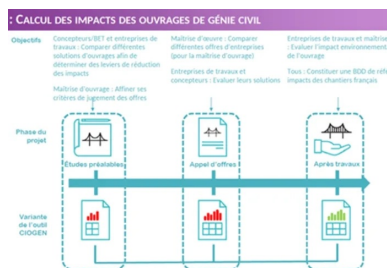 : CALCUL DES IMPACTS DES OUVRAGES DE GÉNIE CIVIL
Objectifs
Concepteurs/BET et entreprises de
travaux : Comparer différentes
solutions d'ouvrages afin de
déterminer des leviers de réduction
des impacts
Maîtrise d'ouvrage : Affiner ses
critères de jugement des offres
Maîtrise d'œuvre : Comparer
différentes offres d'entreprises
(pour la maîtrise d'ouvrage)
Entreprises de travaux et
concepteurs : Evaluer leurs solutions
Entreprises de travaux et maîtrise
: Evaluer l'impact environnem
de l'ouvrage
Tous : Constituer une BDD de réfé
impacts des chantiers français
Phase du
projet
Études préalables
Appel d'offres
Après travaux
Variante
de l'outil
CIOGEN